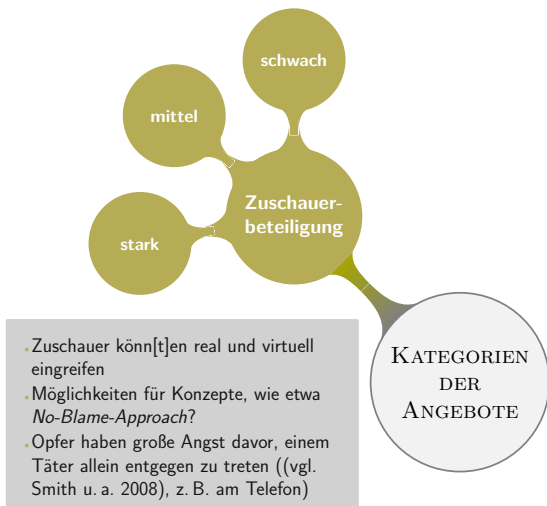 schwach
mittel
Zuschauer-
beteiligung
stark
KATEGORIEN
DER
ANGEBOTE
Zuschauer könn[t]en real und virtuell
eingreifen
Möglichkeiten für Konzepte, wie etwa
No-Blame-Approach?
Opfer haben große Angst davor, einem
Täter allein entgegen zu treten ((vgl.
Smith u. a. 2008), z. B. am Telefon)